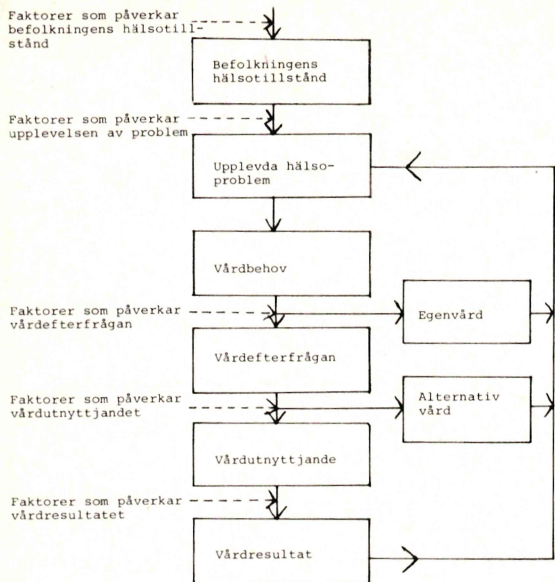 Faktorer som påverkar
befolkningens hälsotill-
stånd
Befolkningens
hälsotillstånd
Faktorer som påverkar
upplevelsen av problem
Upplevda hälso-
problem
Vårdbehov
Faktorer som påverkar
vårdefterfrågan
Egenvård
Vårdefterfrågan
Faktorer som påverkar
vårdutnyttjandet
Alternativ
vård
Vårdutnyttjande
Faktorer som påverkar
vårdresultatet
Vårdresultat